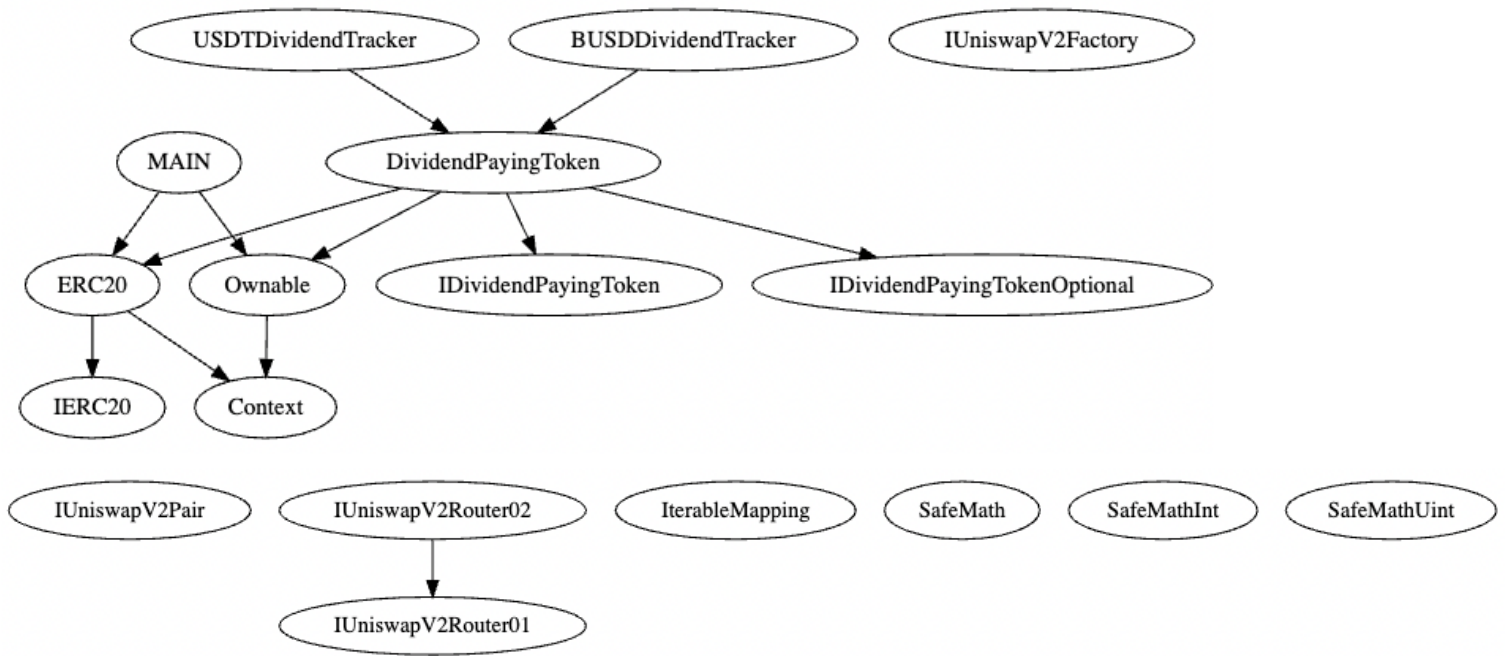 USDTDividendTracker
BUSDDividendTracker
IUniswapV2Factory
MAIN
DividendPayingToken
ERC20
Ownable
IDividendPayingToken
IDividendPayingTokenOptional
IERC20
Context
IUniswapV2Pair
IUniswapV2Router02
IterableMapping
SafeMath
SafeMathInt
SafeMathUint
IUniswapV2Router01